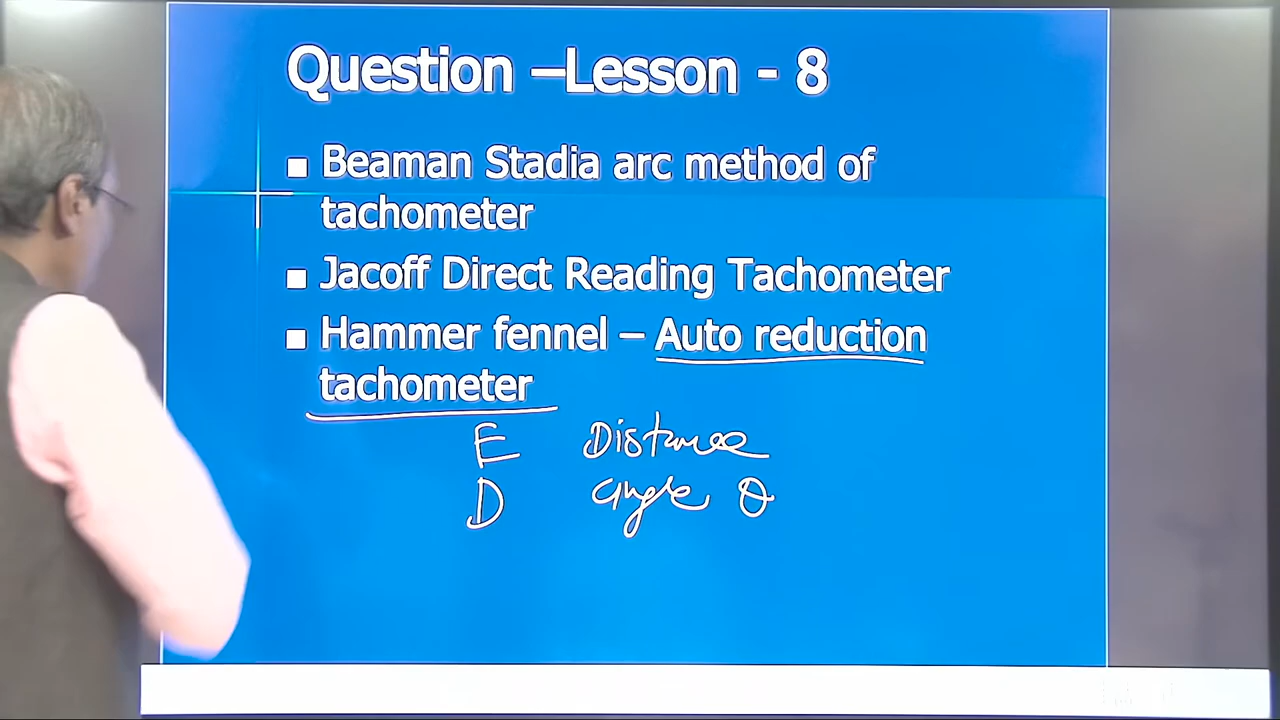 Question –Lesson - 8
■ Beaman Stadia arc method of
tachometer
■ Jacoff Direct Reading Tachometer
■ Hammer fennel – Auto reduction
tachometer
E Distance
D angle θ